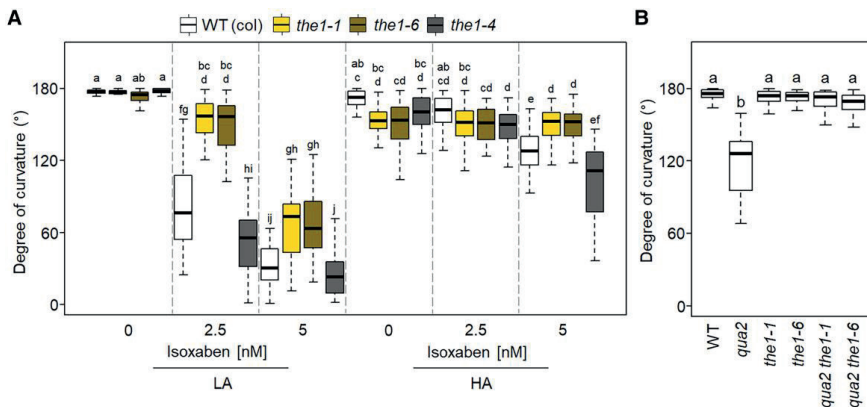 A
WT (col) the1-1 the1-6 the1-4
B
Degree of curvature (°)
180
120
60
0
a a ab a
fg
bc
d
bc
d
hi
ij
gh
gh
j
ab
c
bc
d
cd
bc
d
ab
cd
bc
d
cd
d
e
d
d
ef
0 2.5 5 0 2.5 5
Isoxaben [nM] Isoxaben [nM]
LA HA
Degree of curvature (°)
180
120
60
0
a b a a a a
WT
qua2
the1-1
the1-6
qua2 the1-1
qua2 the1-6